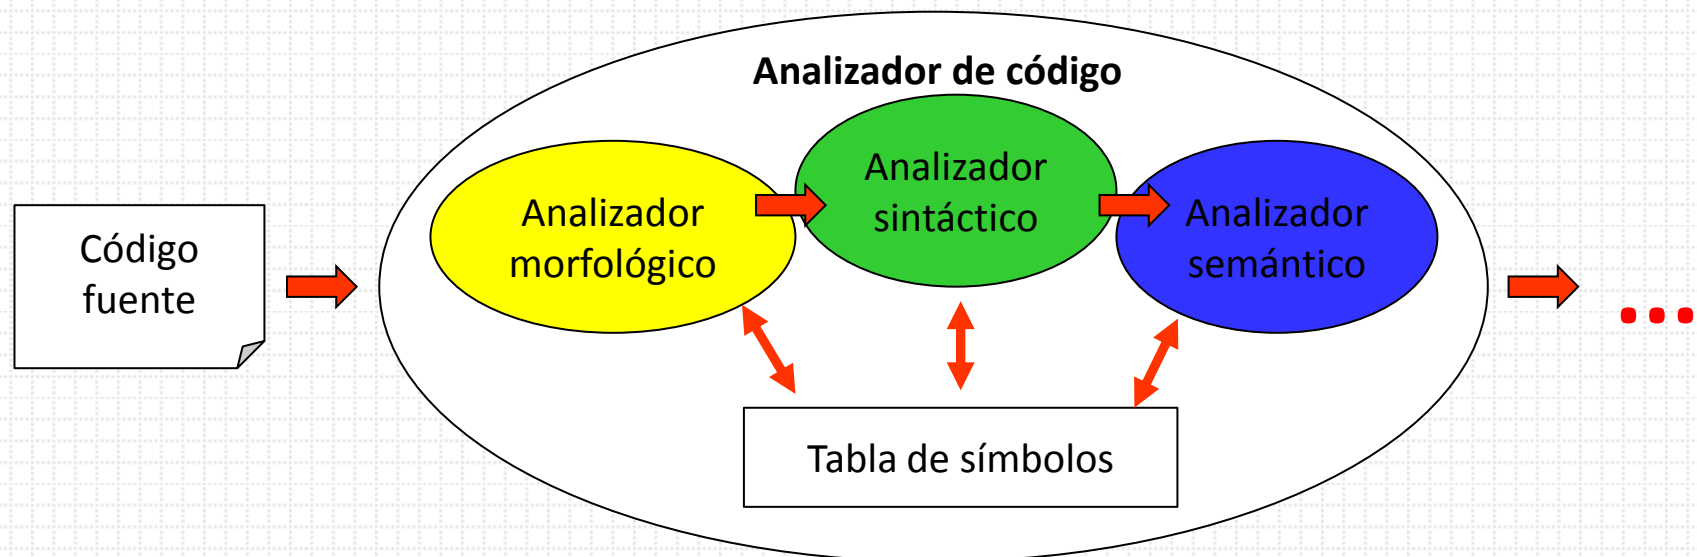 Analizador de código
Código
fuente
Analizador
morfológico
Analizador
sintáctico
Analizador
semántico
Tabla de símbolos
...